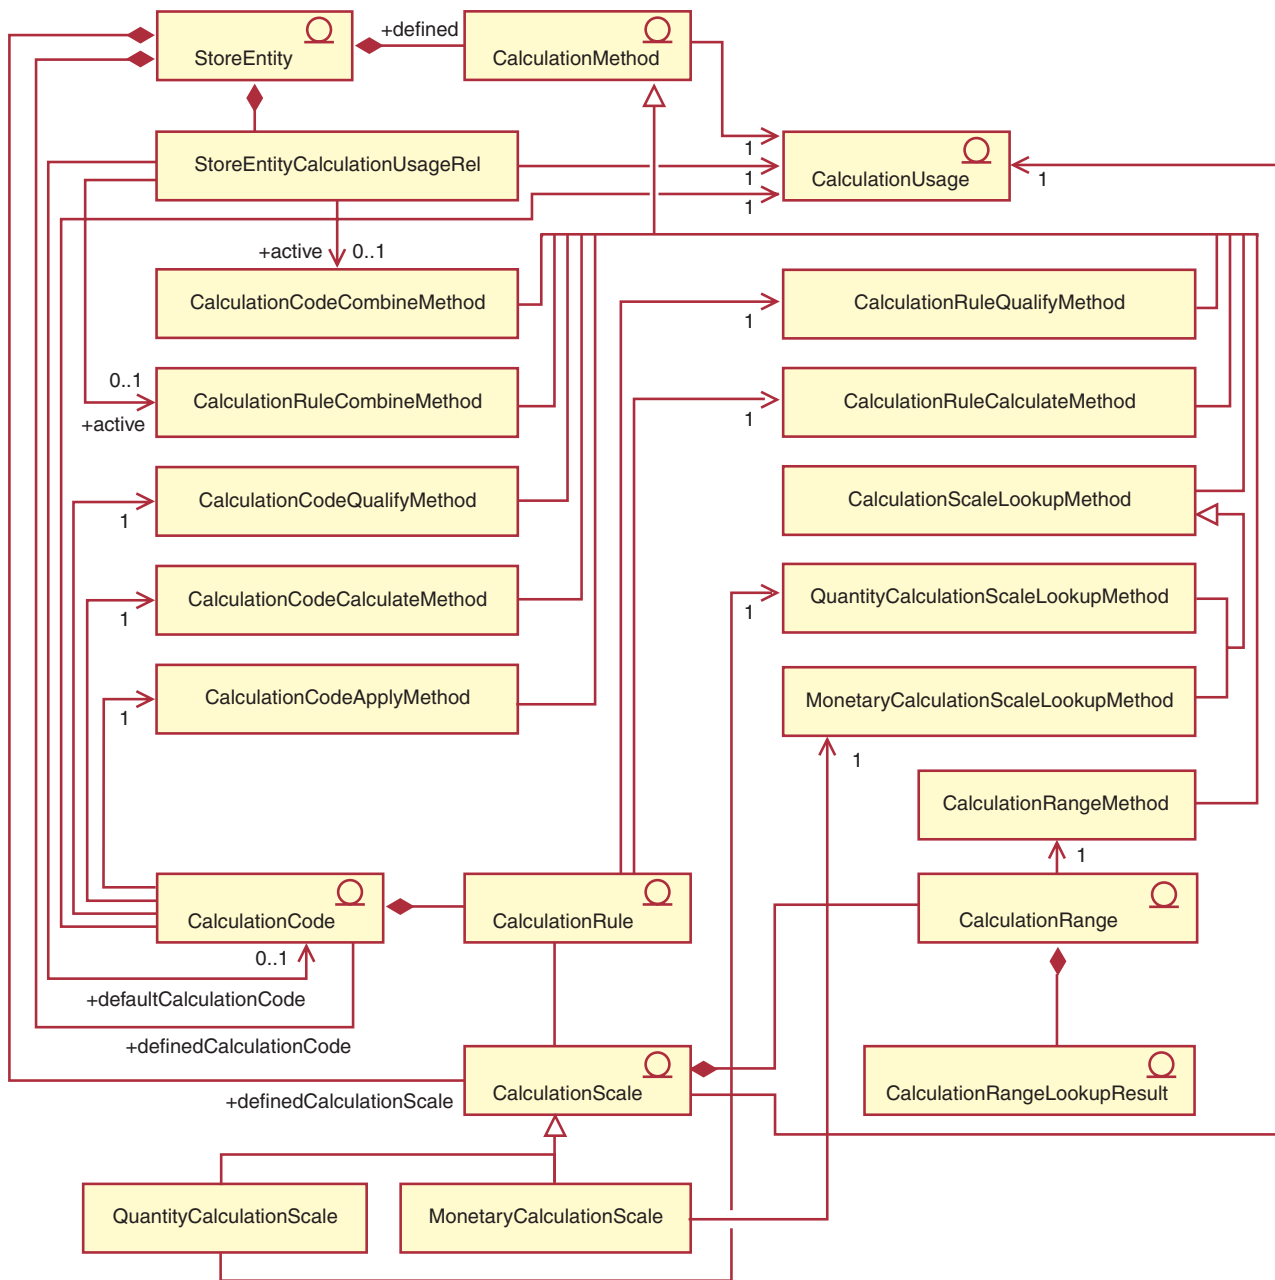 StoreEntity
+defined
CalculationMethod
1
StoreEntityCalculationUsageRel
1
1
CalculationUsage
1
+active
0..1
CalculationCodeCombineMethod
1
CalculationRuleQualifyMethod
0..1
+active
CalculationRuleCombineMethod
1
CalculationRuleCalculateMethod
1
CalculationCodeQualifyMethod
CalculationScaleLookupMethod
1
CalculationCodeCalculateMethod
1
QuantityCalculationScaleLookupMethod
1
CalculationCodeApplyMethod
MonetaryCalculationScaleLookupMethod
1
CalculationRangeMethod
1
CalculationCode
CalculationRule
CalculationRange
0..1
+defaultCalculationCode
+definedCalculationCode
+definedCalculationScale
CalculationScale
CalculationRangeLookupResult
QuantityCalculationScale
MonetaryCalculationScale